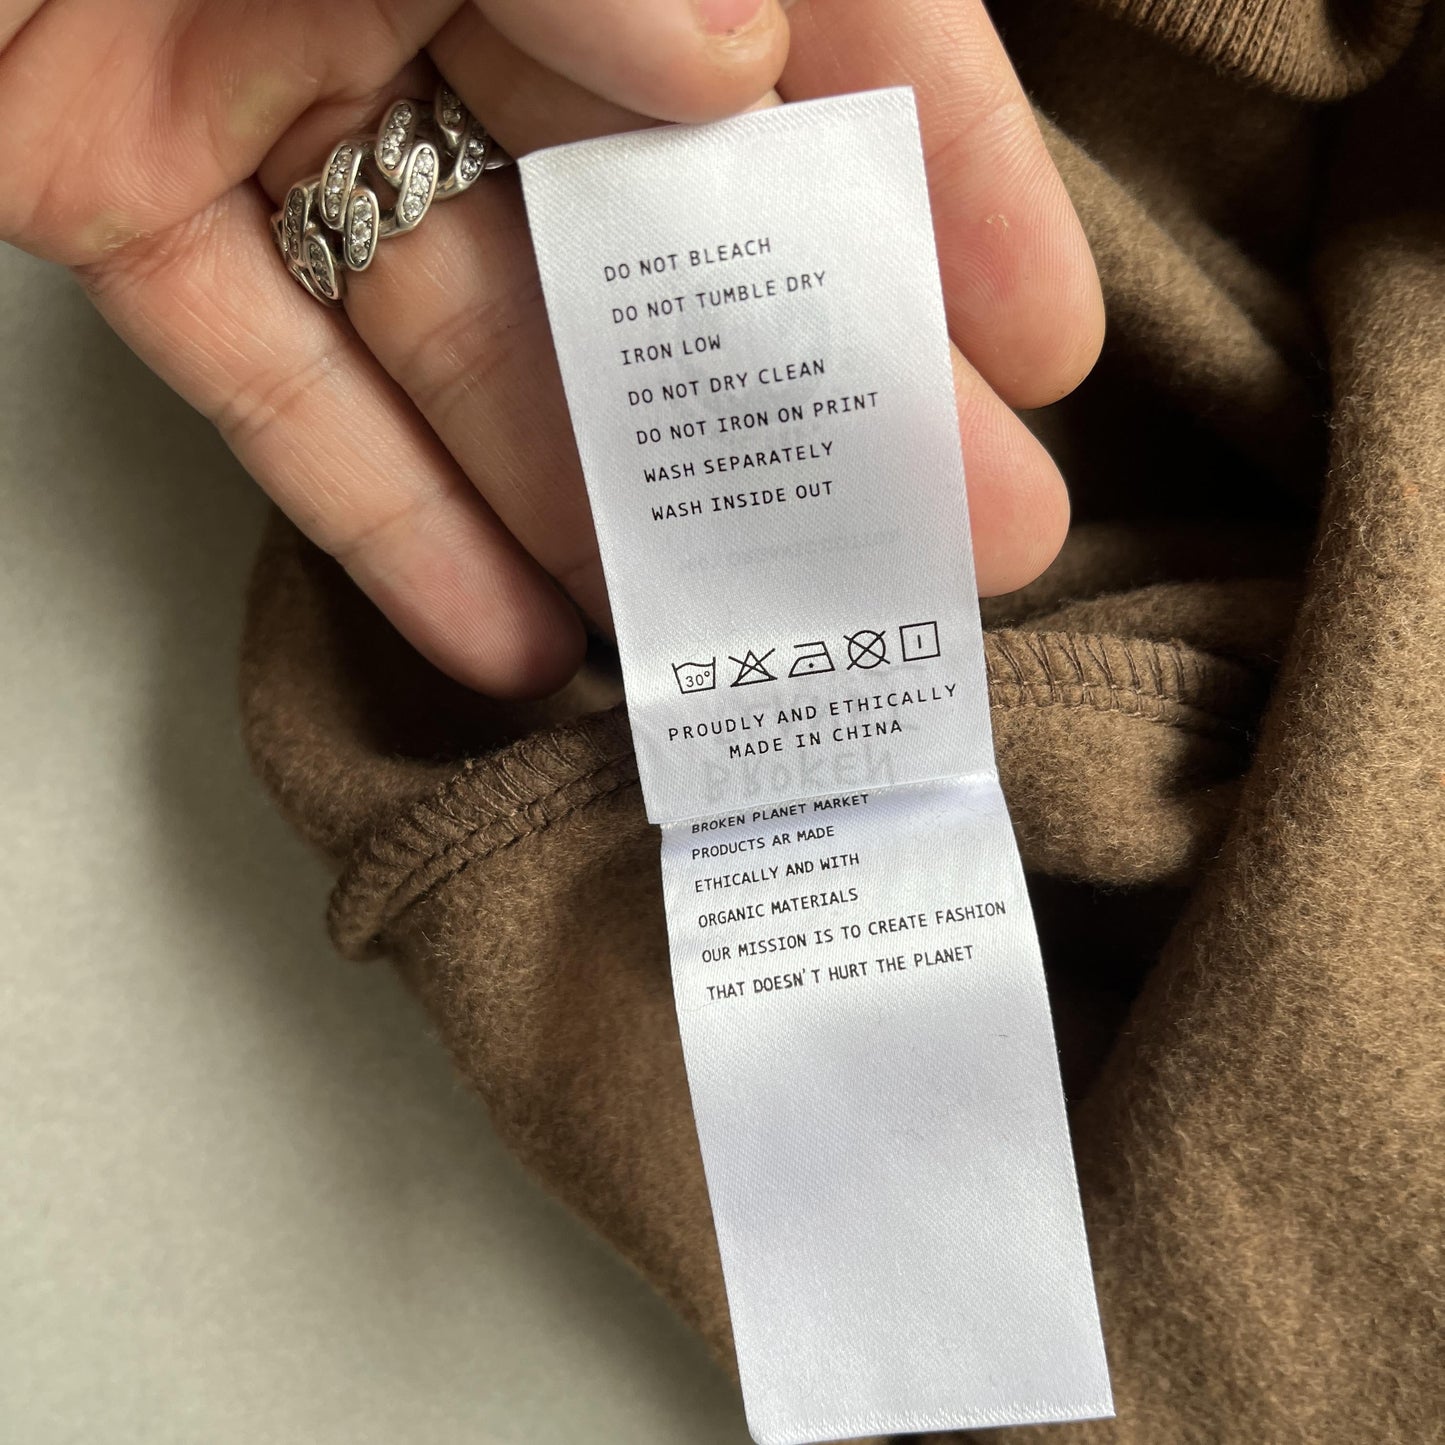 DO NOT BLEACH
DO NOT TUMBLE DRY
IRON LOW
DO NOT DRY CLEAN
DO NOT IRON ON PRINT
WASH SEPARATELY
WASH INSIDE OUT
30°
PROUDLY AND ETHICALLY
MADE IN CHINA
BROKEN
BROKEN PLANET MARKET
PRODUCTS AR MADE
ETHICALLY AND WITH
ORGANIC MATERIALS
OUR MISSION IS TO CREATE FASHION
THAT DOESN'T HURT THE PLANET